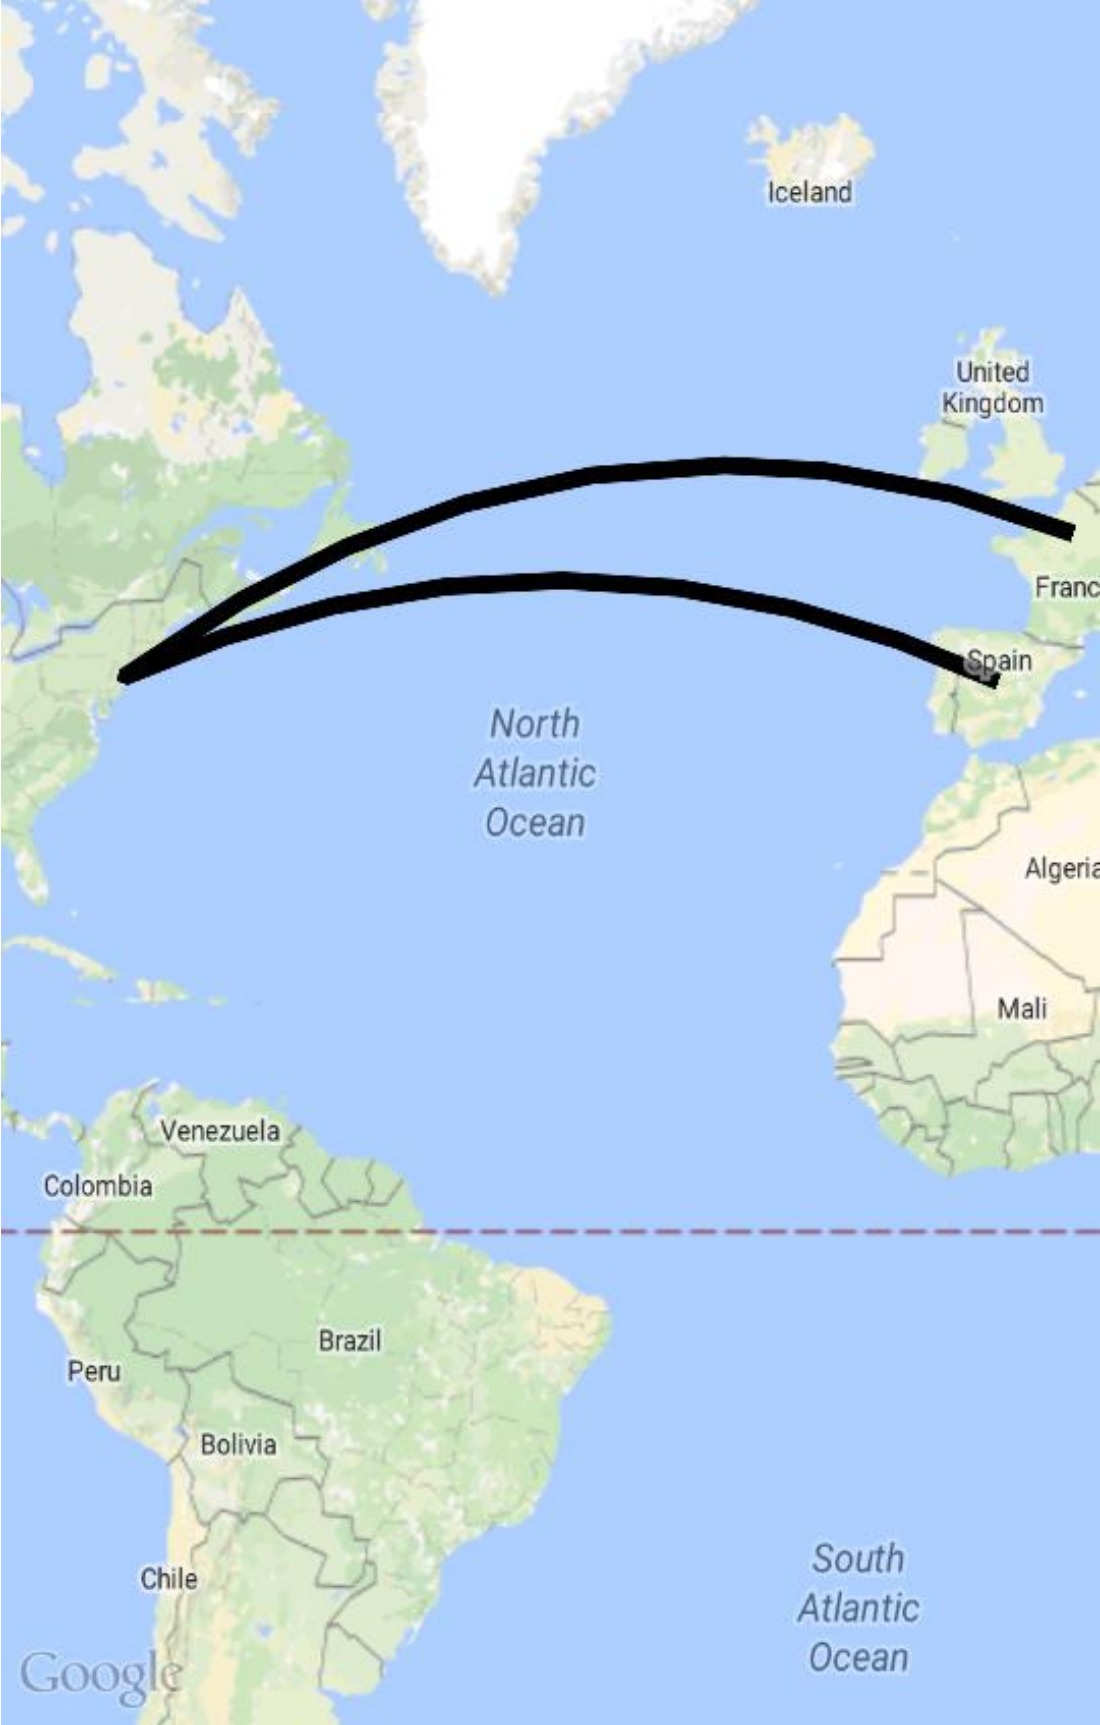 Iceland
United
Kingdom
Franc
Spain
North
Atlantic
Ocean
Algeria
Mali
Venezuela
Colombia
Brazil
Peru
Bolivia
South
Chile
Atlantic
Ocean
Google